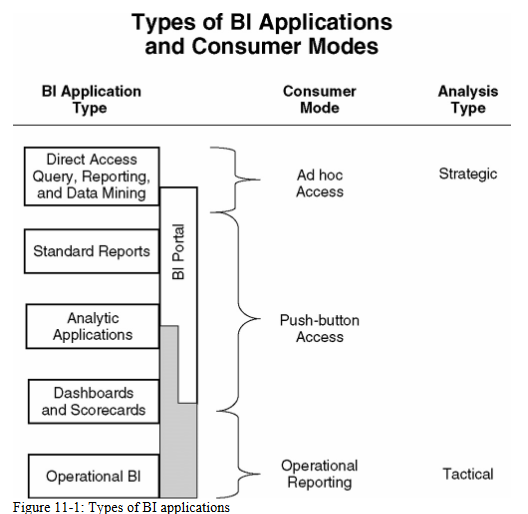 Types of BI Applications
and Consumer Modes
BI Application
Type
Consumer
Mode
Analysis
Type
Direct Access
Query, Reporting,
and Data Mining
Ad hoc
Access
Strategic
BI Portal
Standard Reports
Analytic
Applications
Push-button
Access
Dashboards
and Scorecards
Operational BI
Operational
Reporting
Tactical
Figure 11-1: Types of BI applications